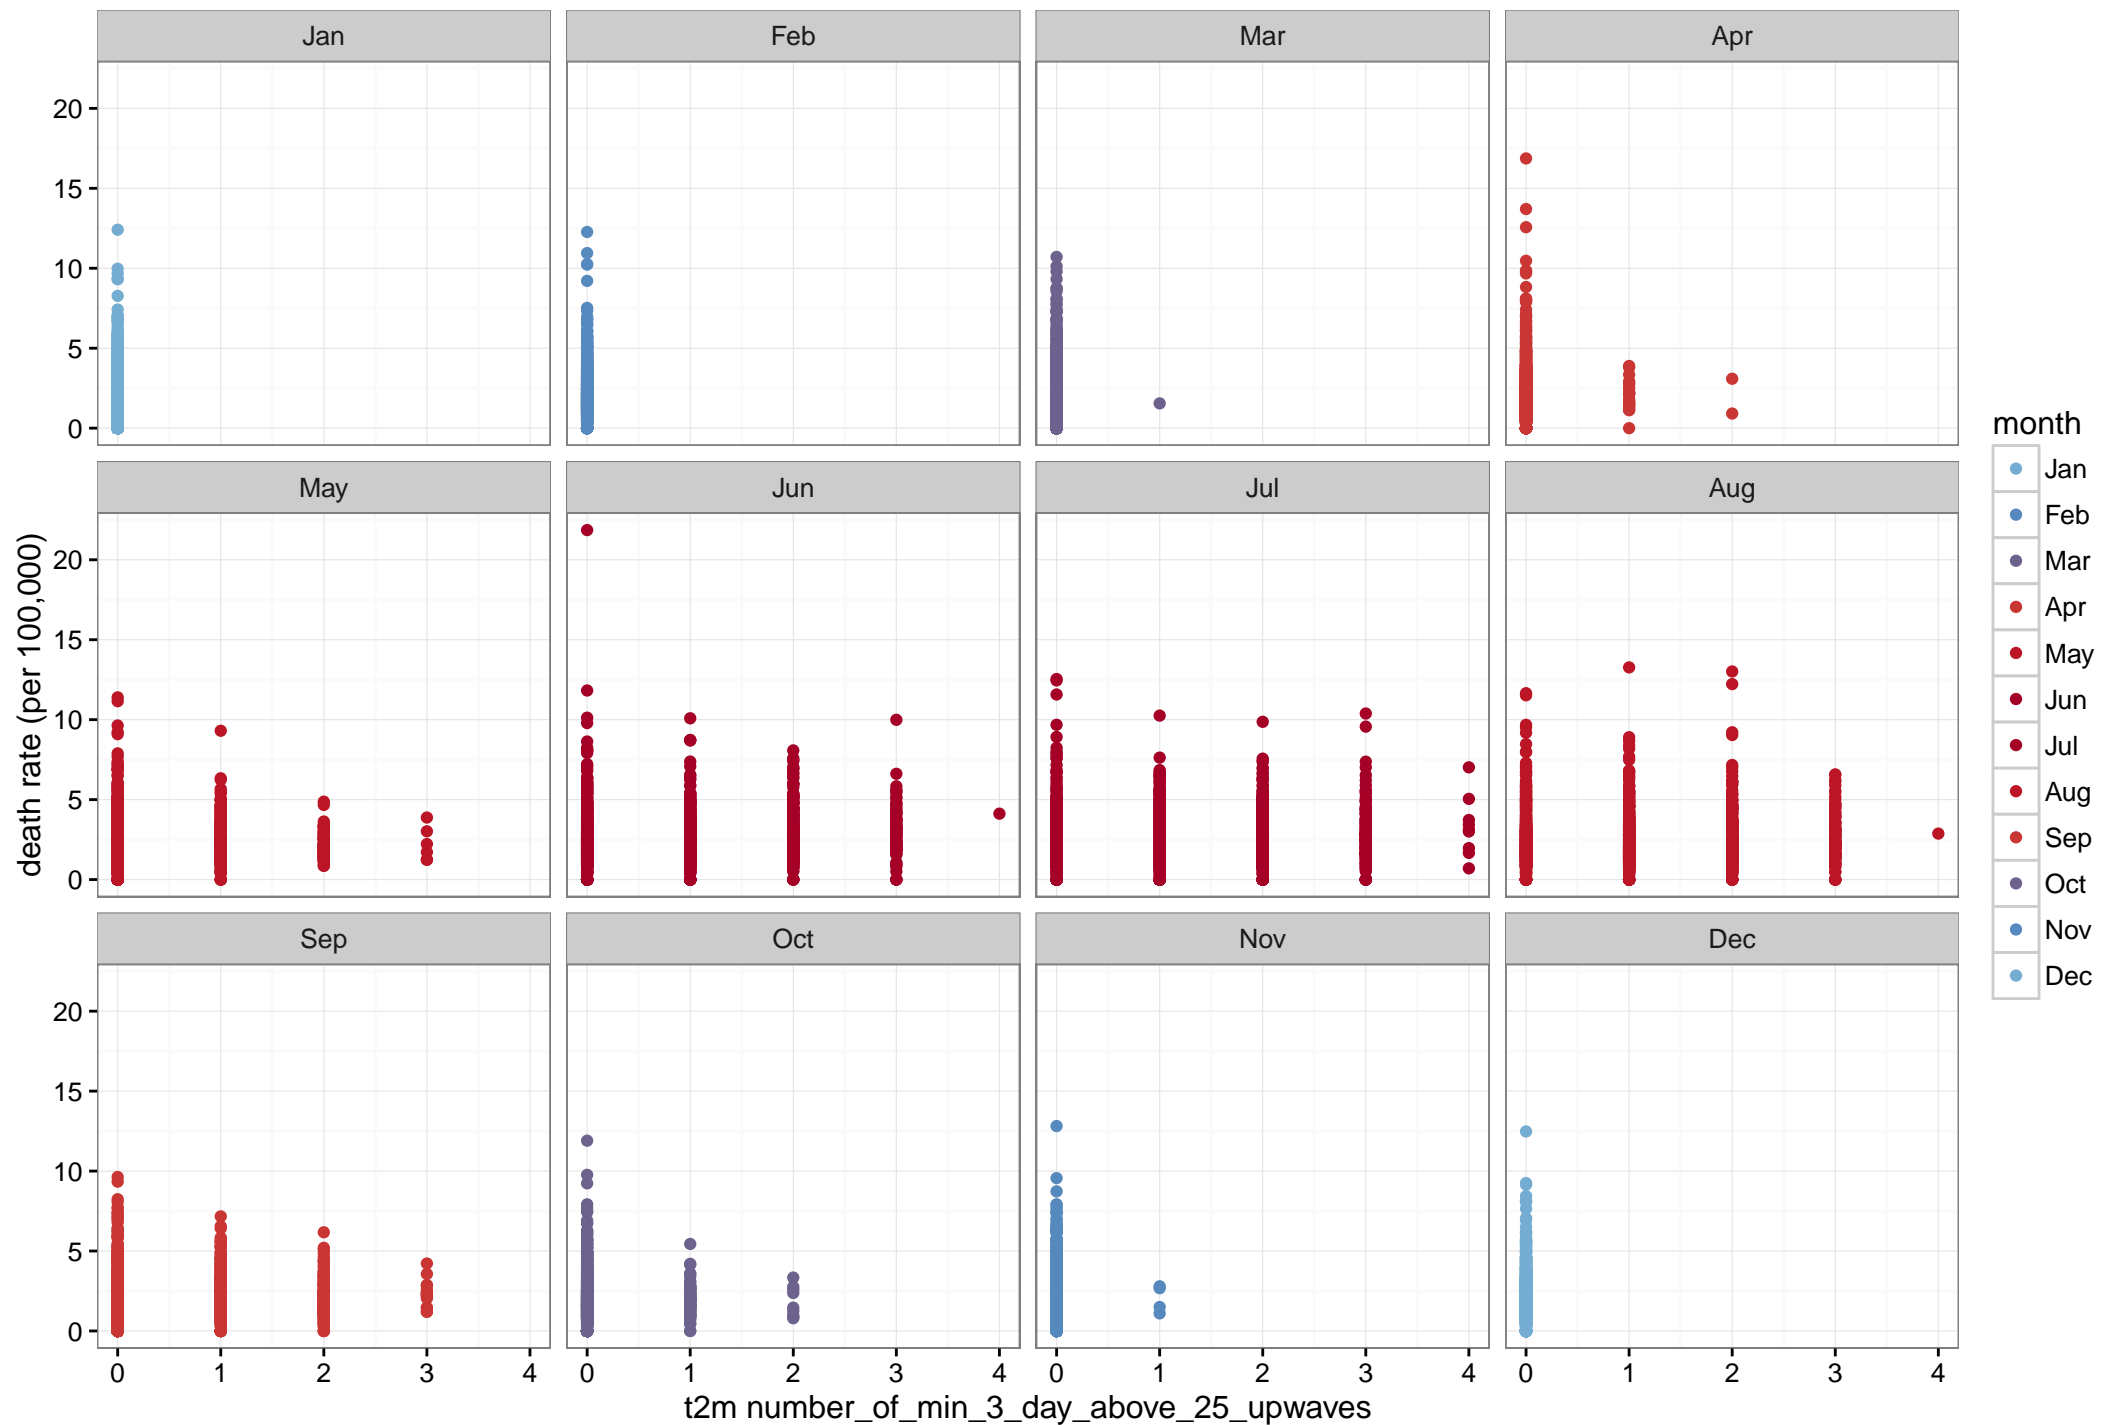 Jan Feb Mar Apr
20
15
10
5
0
May Jun Jul Aug
20
15
10
5
0
death rate (per 100,000)
Sep Oct Nov Dec
20
15
10
5
0
0 1 2 3 4 0 1 2 3 4 0 1 2 3 4 0 1 2 3 4
t2m number_of_min_3_day_above_25_upwaves
month
Jan
Feb
Mar
Apr
May
Jun
Jul
Aug
Sep
Oct
Nov
Dec